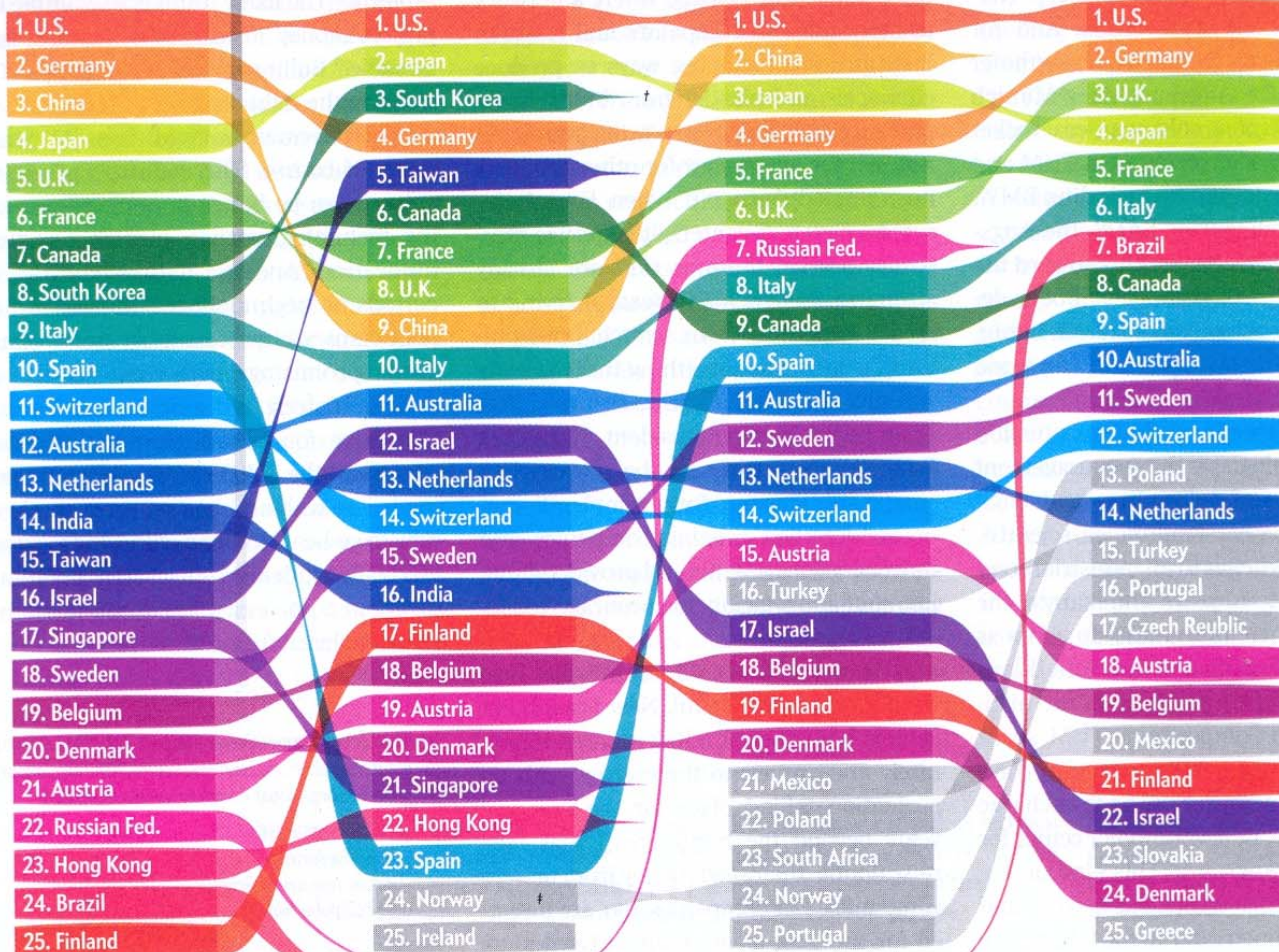 1. U.S.
2. Germany
3. China
4. Japan
5. U.K.
6. France
7. Canada
8. South Korea
9. Italy
10. Spain
11. Switzerland
12. Australia
13. Netherlands
14. India
15. Taiwan
16. Israel
17. Singapore
18. Sweden
19. Belgium
20. Denmark
21. Austria
22. Russian Fed.
23. Hong Kong
24. Brazil
25. Finland
1. U.S.
2. Japan
3. South Korea †
4. Germany
5. Taiwan
6. Canada
7. France
8. U.K.
9. China
10. Italy
11. Australia
12. Israel
13. Netherlands
14. Switzerland
15. Sweden
16. India
17. Finland
18. Belgium
19. Austria
20. Denmark
21. Singapore
22. Hong Kong
23. Spain
24. Norway ‡
25. Ireland
1. U.S.
2. China
3. Japan
4. Germany
5. France
6. U.K.
7. Russian Fed.
8. Italy
9. Canada
10. Spain
11. Australia
12. Sweden
13. Netherlands
14. Switzerland
15. Austria
16. Turkey
17. Israel
18. Belgium
19. Finland
20. Denmark
21. Mexico
22. Poland
23. South Africa
24. Norway
25. Portugal
1. U.S.
2. Germany
3. U.K.
4. Japan
5. France
6. Italy
7. Brazil
8. Canada
9. Spain
10.Australia
11. Sweden
12. Switzerland
13. Poland
14. Netherlands
15. Turkey
16. Portugal
17. Czech Reublic
18. Austria
19. Belgium
20. Mexico
21. Finland
22. Israel
23. Slovakia
24. Denmark
25. Greece